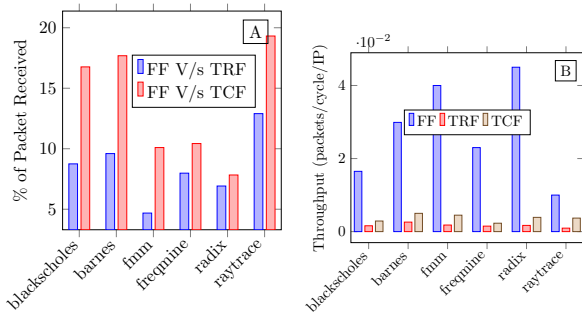 A
FF V/s TRF
FF V/s TCF
% of Packet Received
20
15
10
5
blackscholes
barnes
fmm
freqmine
radix
raytrace
·10⁻²
B
FF TRF TCF
Throughput (packets/cycle/IP)
4
2
0
blackscholes
barnes
fmm
freqmine
radix
raytrace